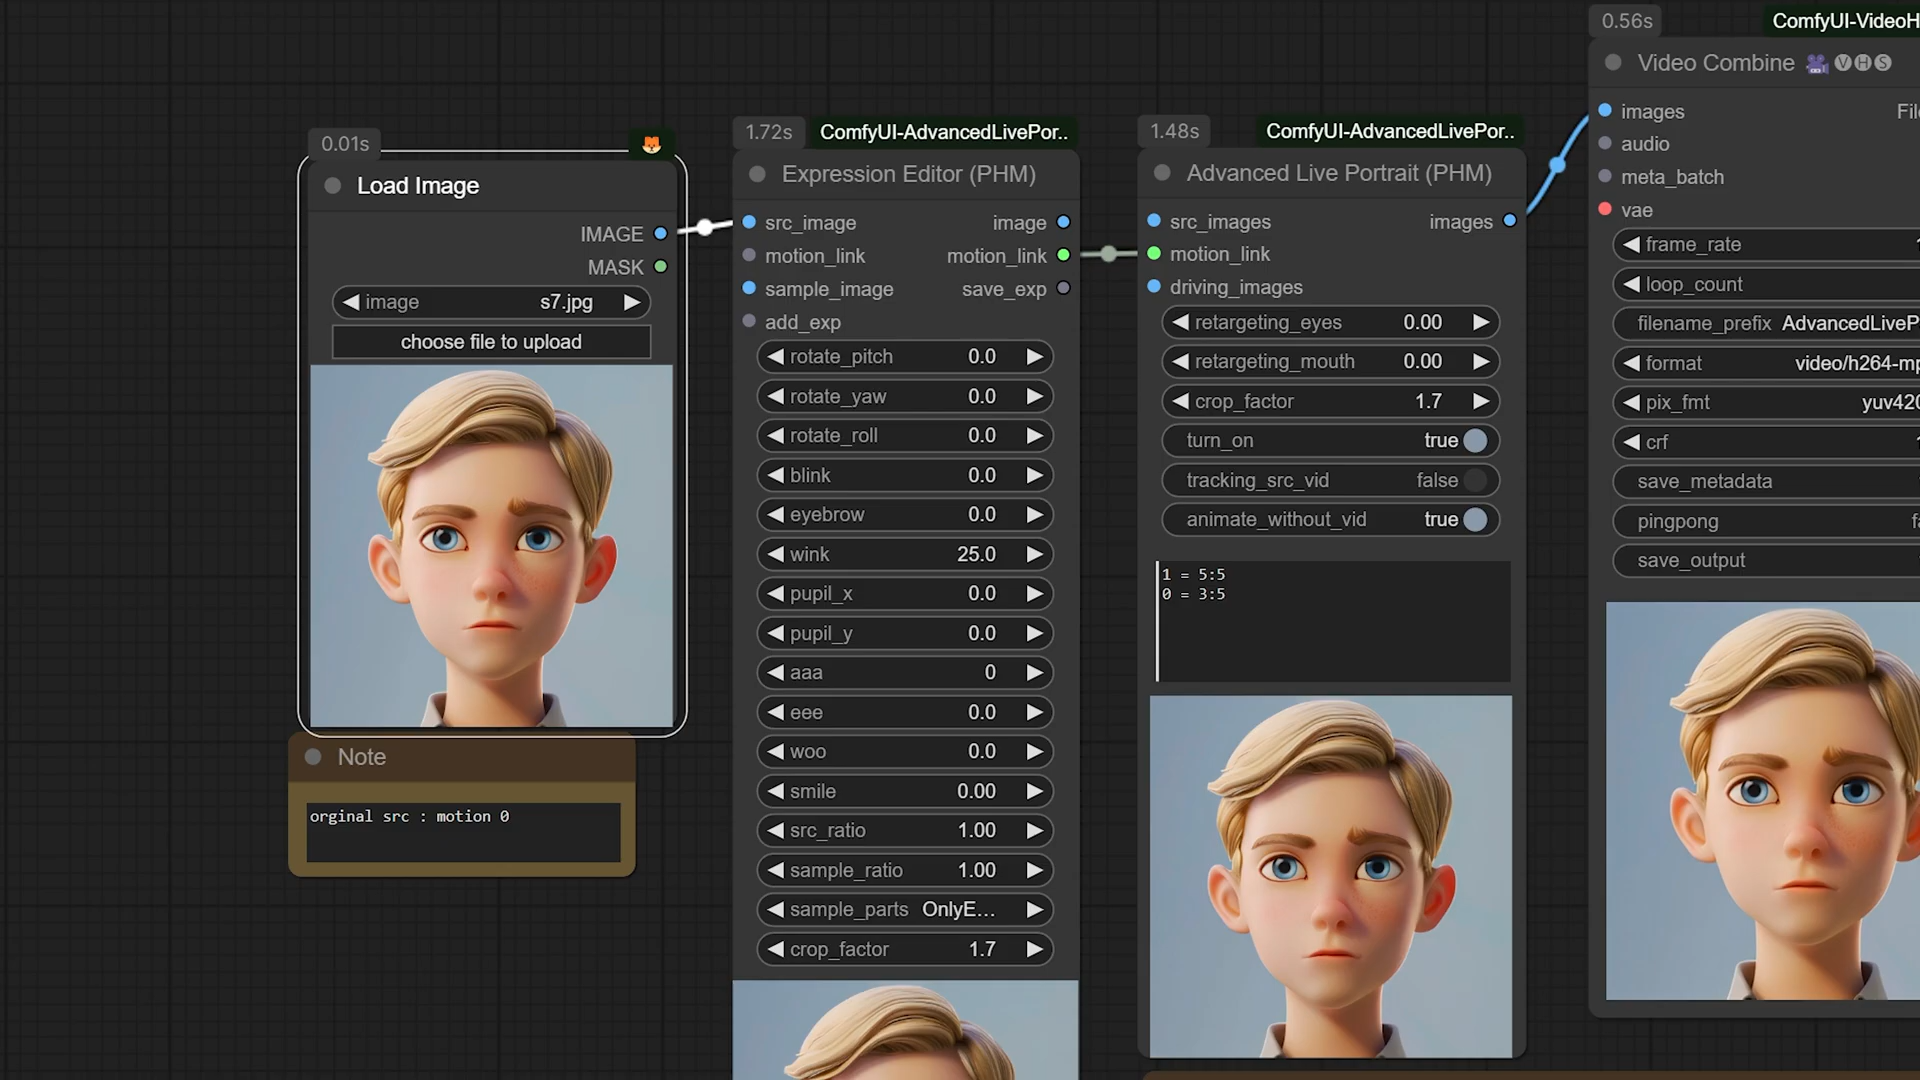 0.01s
Load Image
IMAGE
MASK
image s7.jpg
choose file to upload
Note
orginal src : motion 0
1.72s ComfyUI-AdvancedLivePor..
Expression Editor (PHM)
src_image image
motion_link motion_link
sample_image save_exp
add_exp
rotate_pitch 0.0
rotate_yaw 0.0
rotate_roll 0.0
blink 0.0
eyebrow 0.0
wink 25.0
pupil_x 0.0
pupil_y 0.0
aaa 0
eee 0.0
woo 0.0
smile 0.00
src_ratio 1.00
sample_ratio 1.00
sample_parts OnlyE...
crop_factor 1.7
1.48s ComfyUI-AdvancedLivePor..
Advanced Live Portrait (PHM)
src_images images
motion_link
driving_images
retargeting_eyes 0.00
retargeting_mouth 0.00
crop_factor 1.7
turn_on true
tracking_src_vid false
animate_without_vid true
1 = 5:5
0 = 3:5
0.56s ComfyUI-VideoH
Video Combine VHS
images
audio
meta_batch
vae
frame_rate
loop_count
filename_prefix AdvancedLiveP
format video/h264-mp
pix_fmt yuv420
crf
save_metadata
pingpong
save_output